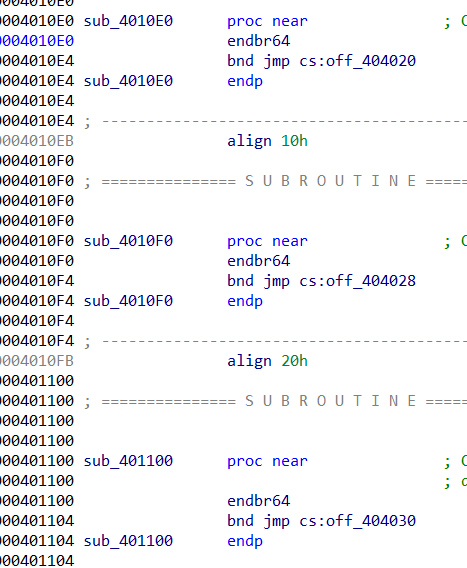 0004010E0
0004010E0 sub_4010E0 proc near ; C
0004010E0 endbr64
0004010E4 bnd jmp cs:off_404020
0004010E4 sub_4010E0 endp
0004010E4
0004010E4 ; ---------------------------------------
0004010EB align 10h
0004010F0
0004010F0 ; =============== S U B R O U T I N E =====
0004010F0
0004010F0
0004010F0 sub_4010F0 proc near ; C
0004010F0 endbr64
0004010F4 bnd jmp cs:off_404028
0004010F4 sub_4010F0 endp
0004010F4
0004010F4 ; ---------------------------------------
0004010FB align 20h
000401100
000401100 ; =============== S U B R O U T I N E =====
000401100
000401100
000401100 sub_401100 proc near ; C
000401100 ; d
000401100 endbr64
000401104 bnd jmp cs:off_404030
000401104 sub_401100 endp
000401104